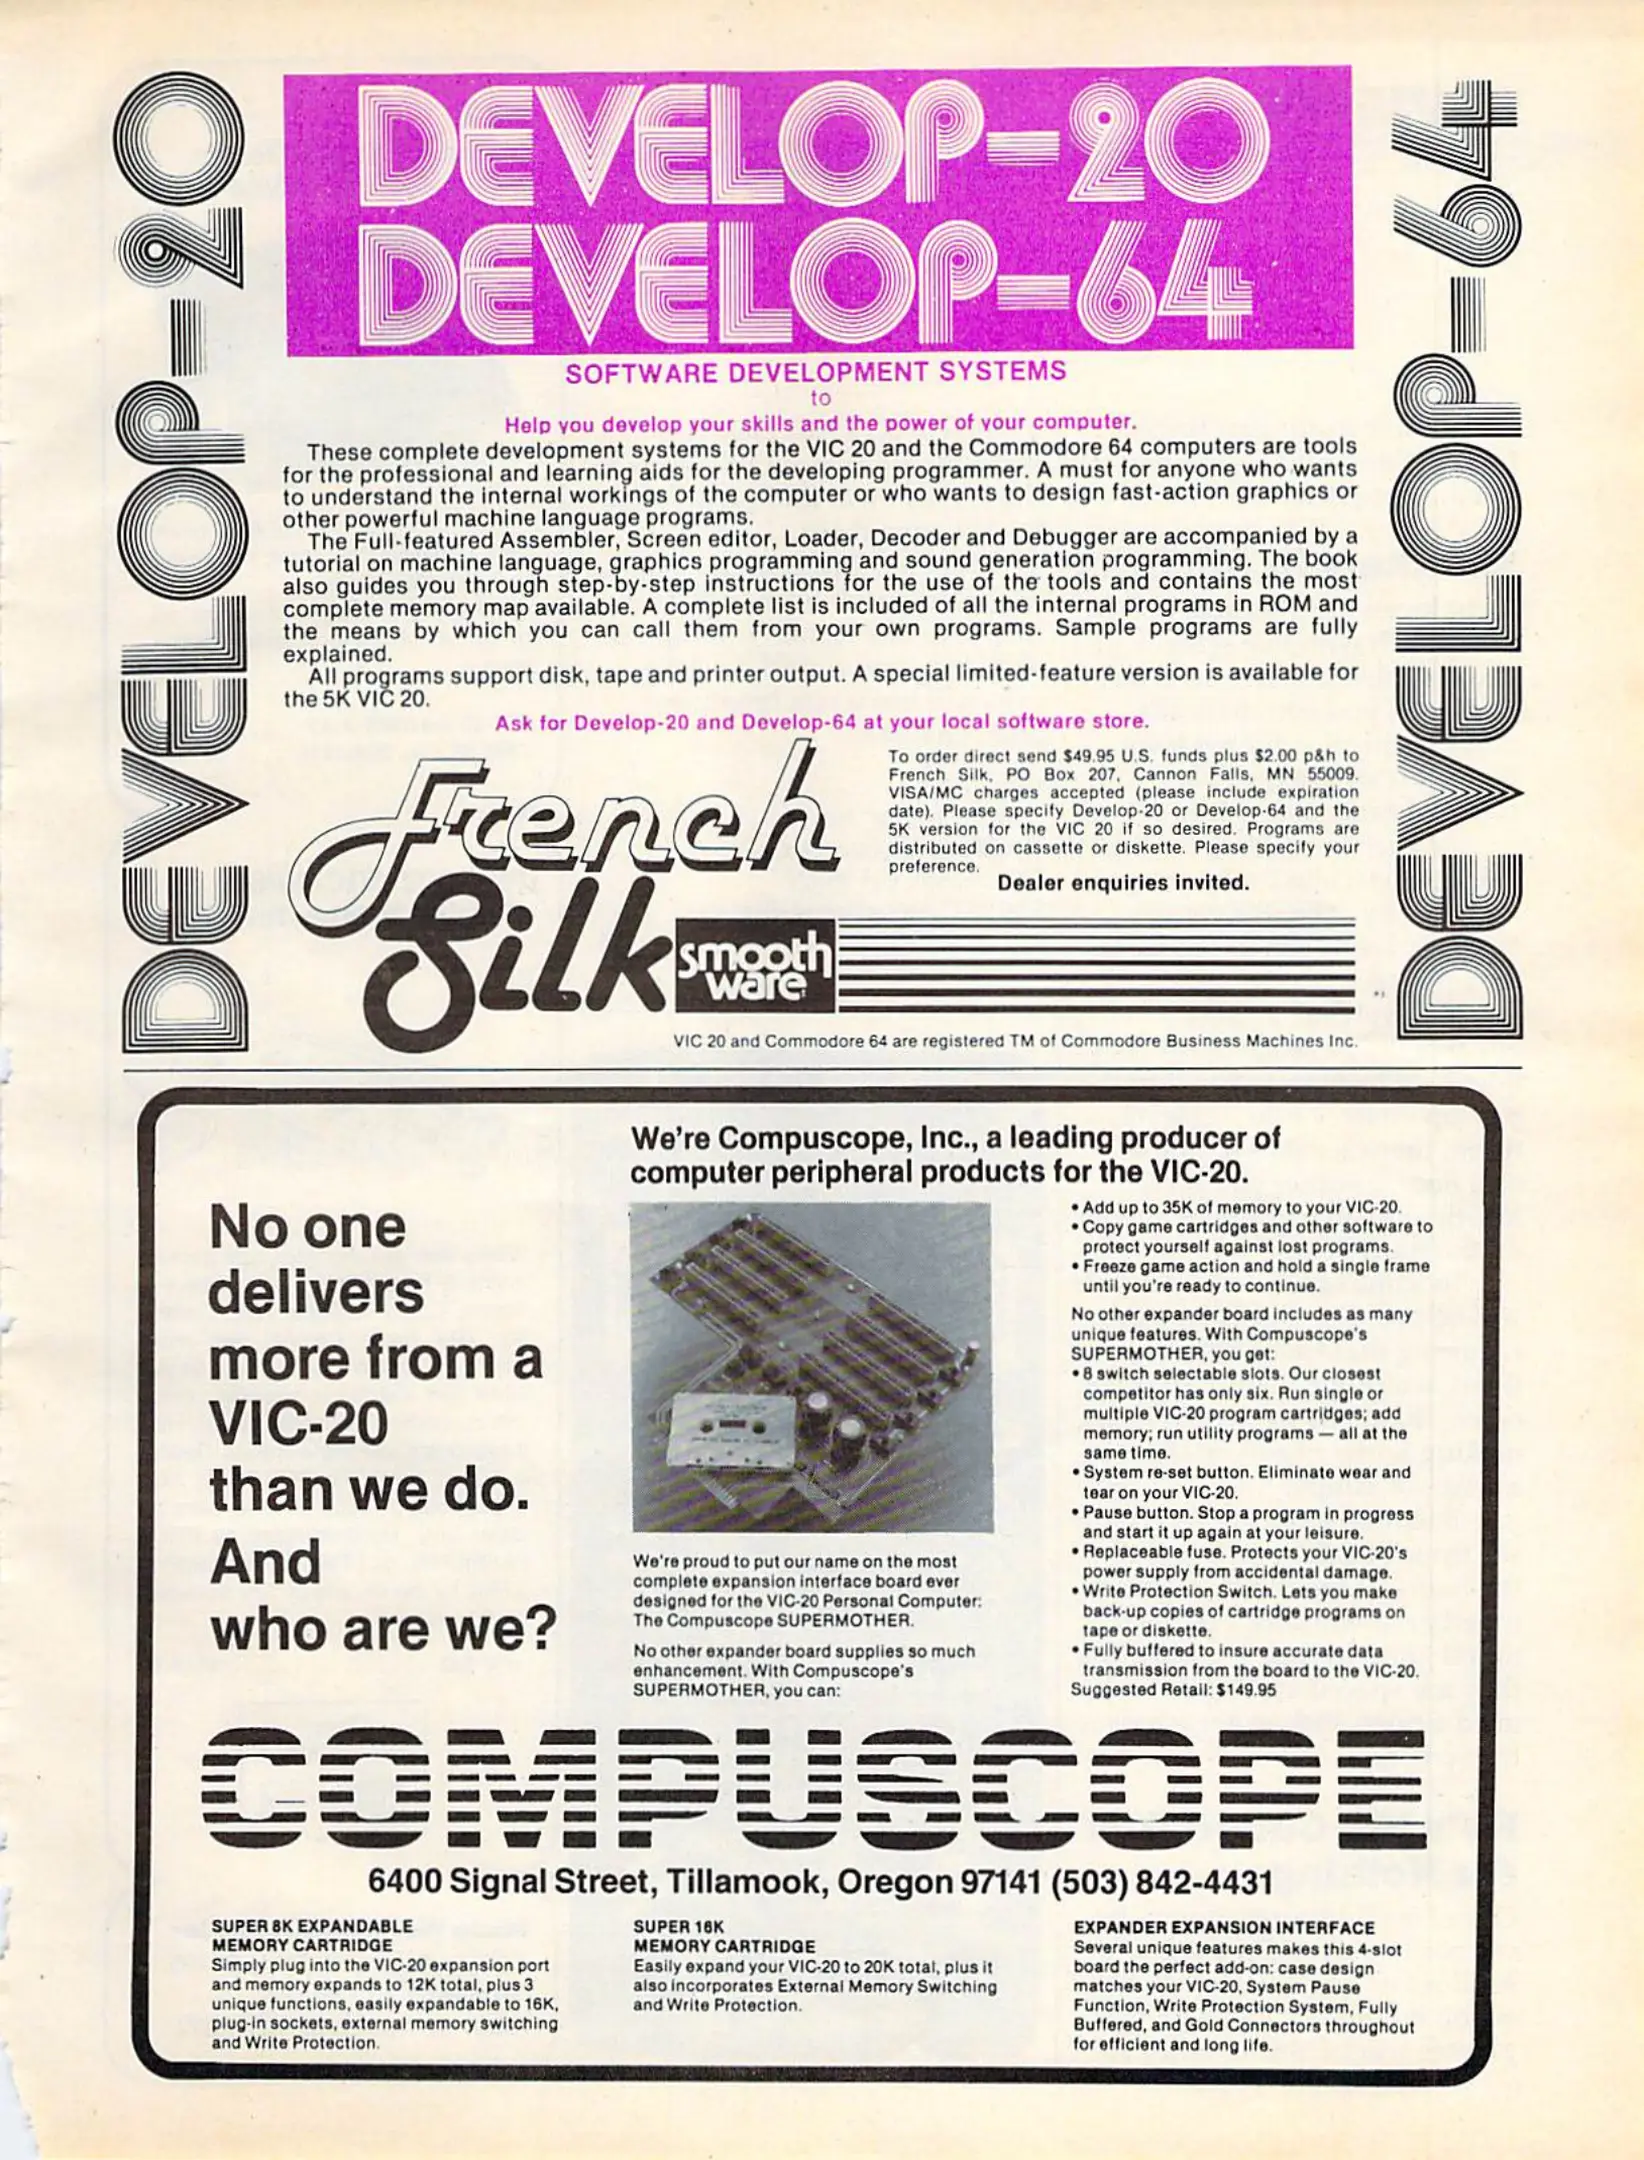 DEVELOP-20
DEVELOP-64
DEVELOP-20
DEVELOP-64
SOFTWARE DEVELOPMENT SYSTEMS
to
Help you develop your skills and the power of your computer.
These complete development systems for the VIC 20 and the Commodore 64 computers are tools
for the professional and learning aids for the developing programmer. A must for anyone who wants
to understand the internal workings of the computer or who wants to design fast-action graphics or
other powerful machine language programs.
The Full-featured Assembler, Screen editor, Loader, Decoder and Debugger are accompanied by a
tutorial on machine language, graphics programming and sound generation programming. The book
also guides you through step-by-step instructions for the use of the tools and contains the most
complete memory map available. A complete list is included of all the internal programs in ROM and
the means by which you can call them from your own programs. Sample programs are fully
explained.
All programs support disk, tape and printer output. A special limited-feature version is available for
the 5K VIC 20.
Ask for Develop-20 and Develop-64 at your local software store.
French
Silk
smooth
ware
To order direct send $49.95 U.S. funds plus $2.00 p&h to
French Silk, PO Box 207, Cannon Falls, MN 55009.
VISA/MC charges accepted (please include expiration
date). Please specify Develop-20 or Develop-64 and the
5K version for the VIC 20 if so desired. Programs are
distributed on cassette or diskette. Please specify your
preference.
Dealer enquiries invited.
VIC 20 and Commodore 64 are registered TM of Commodore Business Machines Inc.
No one
delivers
more from a
VIC-20
than we do.
And
who are we?
We're Compuscope, Inc., a leading producer of
computer peripheral products for the VIC-20.
We're proud to put our name on the most
complete expansion interface board ever
designed for the VIC-20 Personal Computer:
The Compuscope SUPERMOTHER.
No other expander board supplies so much
enhancement. With Compuscope's
SUPERMOTHER, you can:
• Add up to 35K of memory to your VIC-20.
• Copy game cartridges and other software to
protect yourself against lost programs.
• Freeze game action and hold a single frame
until you're ready to continue.
No other expander board includes as many
unique features. With Compuscope's
SUPERMOTHER, you get:
• 8 switch selectable slots. Our closest
competitor has only six. Run single or
multiple VIC-20 program cartridges; add
memory; run utility programs — all at the
same time.
• System re-set button. Eliminate wear and
tear on your VIC-20.
• Pause button. Stop a program in progress
and start it up again at your leisure.
• Replaceable fuse. Protects your VIC-20's
power supply from accidental damage.
• Write Protection Switch. Lets you make
back-up copies of cartridge programs on
tape or diskette.
• Fully buffered to insure accurate data
transmission from the board to the VIC-20.
Suggested Retail: $149.95
COMPUSCOPE
6400 Signal Street, Tillamook, Oregon 97141 (503) 842-4431
SUPER 8K EXPANDABLE
MEMORY CARTRIDGE
Simply plug into the VIC-20 expansion port
and memory expands to 12K total, plus 3
unique functions, easily expandable to 16K,
plug-in sockets, external memory switching
and Write Protection.
SUPER 16K
MEMORY CARTRIDGE
Easily expand your VIC-20 to 20K total, plus it
also incorporates External Memory Switching
and Write Protection.
EXPANDER EXPANSION INTERFACE
Several unique features makes this 4-slot
board the perfect add-on: case design
matches your VIC-20, System Pause
Function, Write Protection System, Fully
Buffered, and Gold Connectors throughout
for efficient and long life.